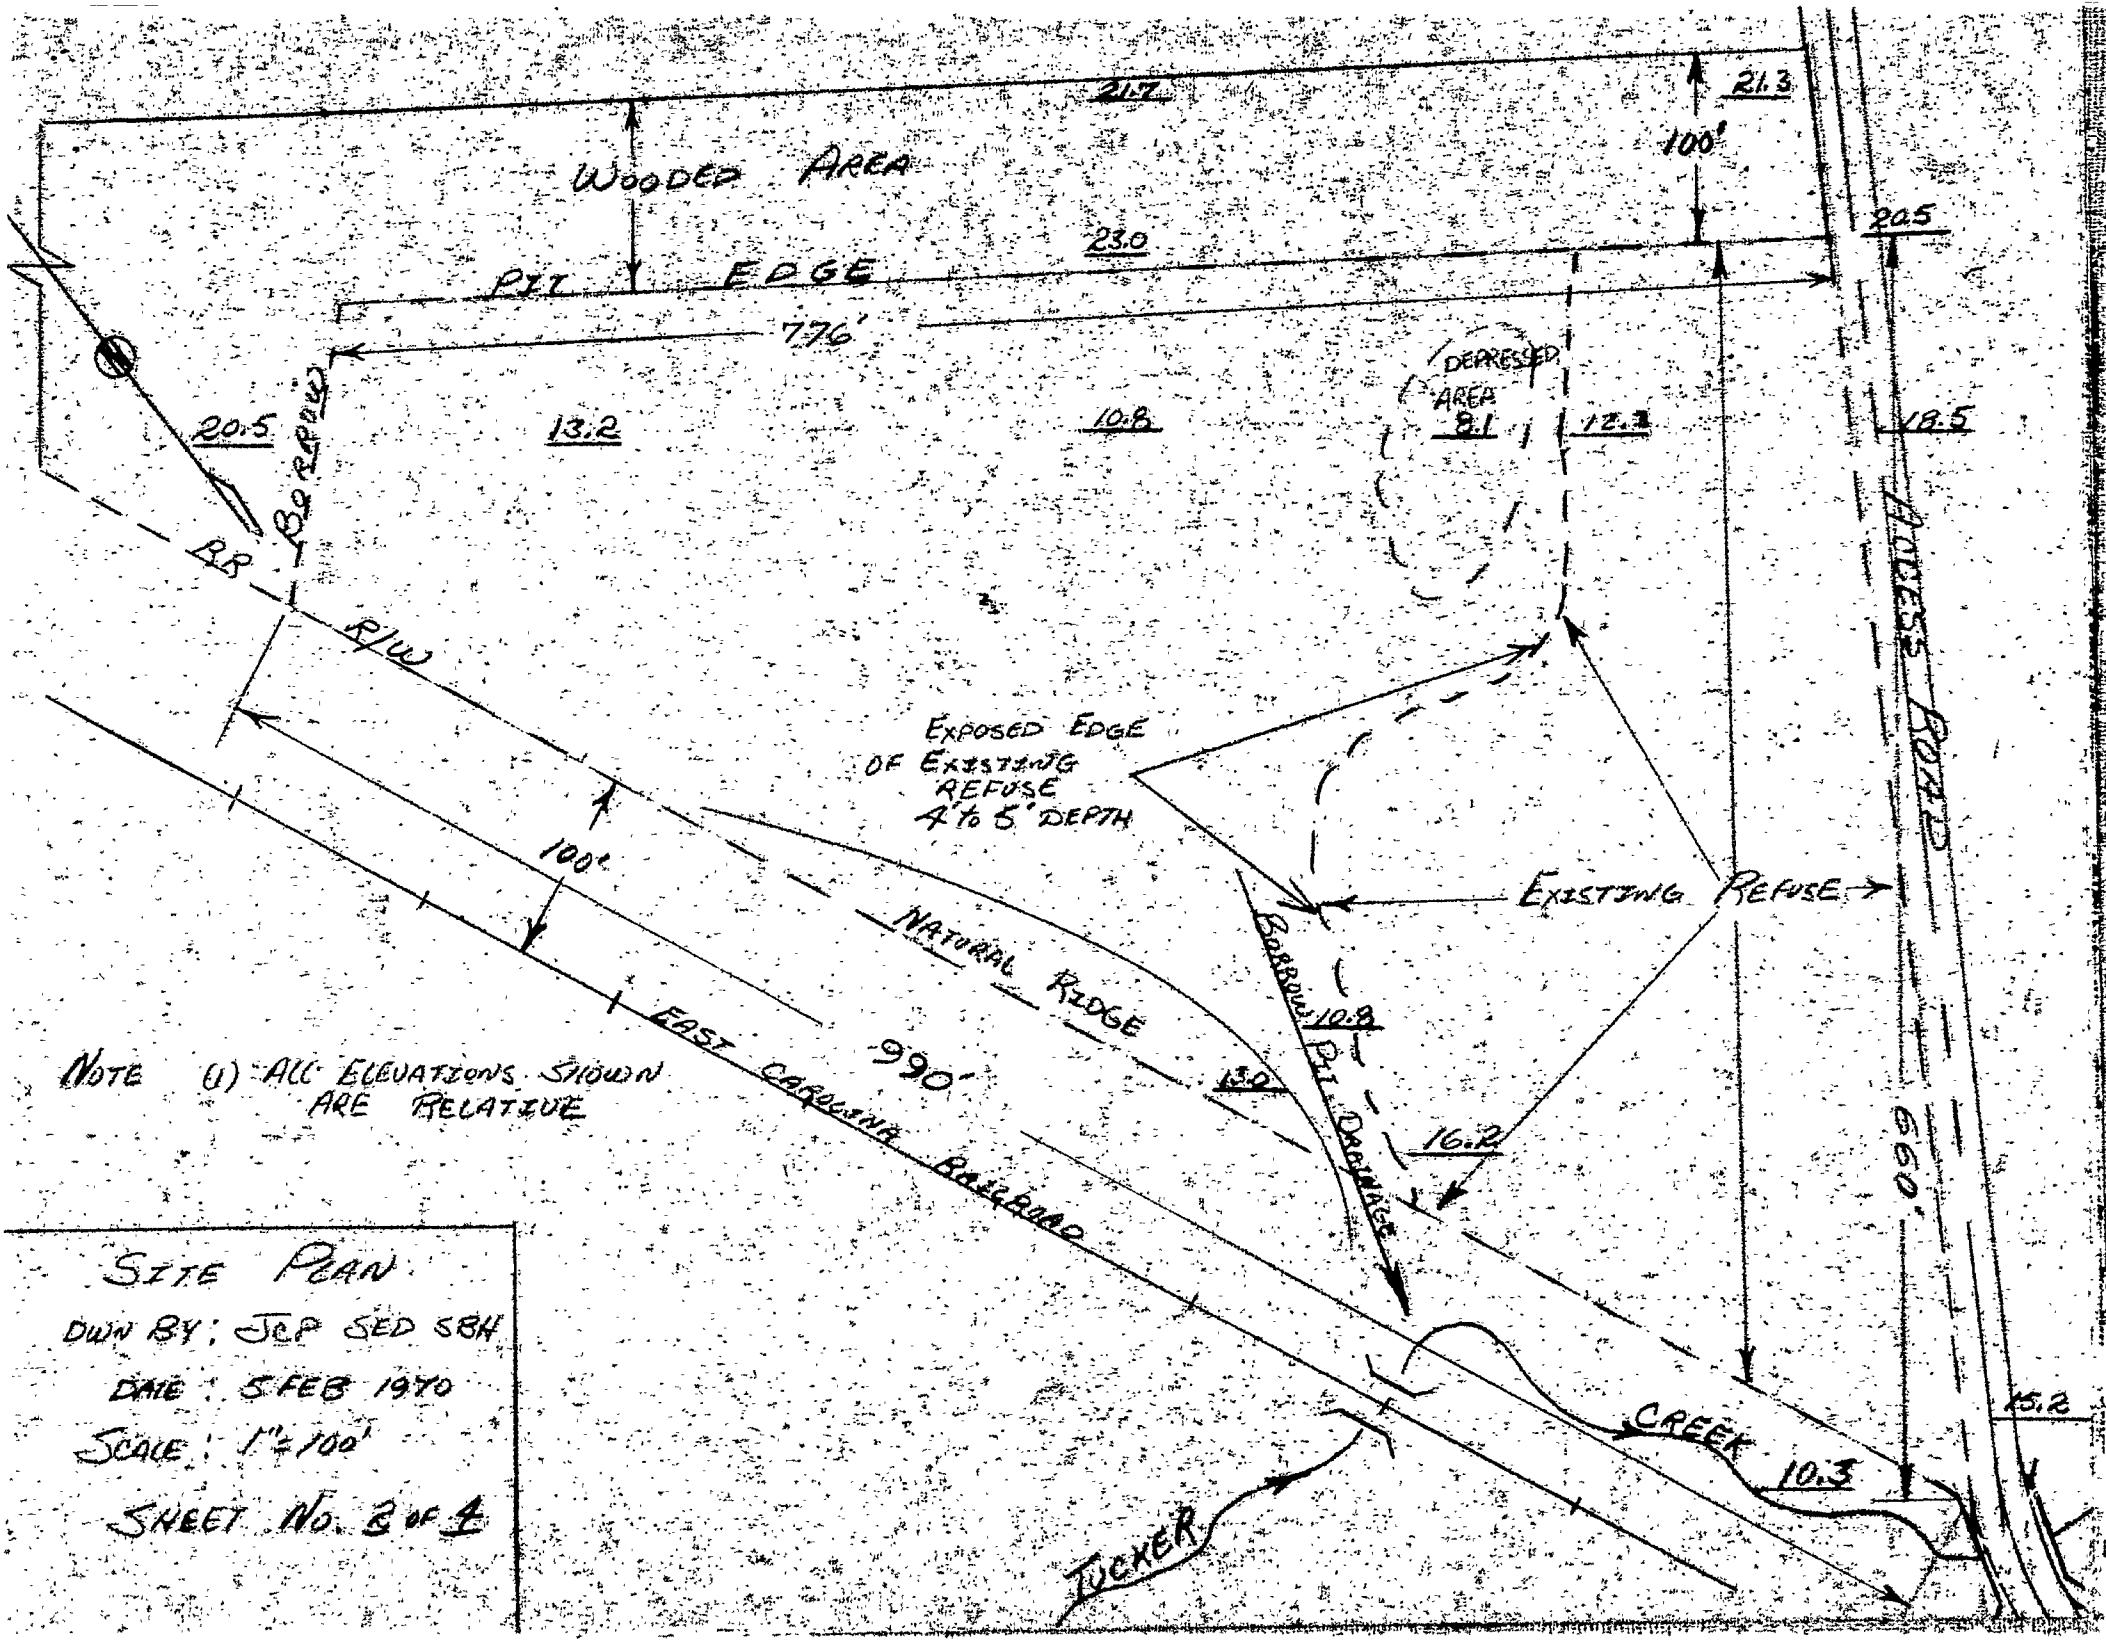 21.7
21.3
100'
WOODED AREA
20.5
23.0
PIT EDGE
776'
DEPRESSED
AREA
8.1
20.5
BORROW
13.2
10.8
18.5
RR
R/W
ACCESS ROAD
EXPOSED EDGE
OF EXISTING
REFUSE
4' to 5' DEPTH
100'
EXISTING REFUSE
NATURAL RIDGE
BORROW PIT DRAINAGE
10.8
EAST CAROLINA RAILROAD
990'
13.0
16.2
660'
NOTE (1) ALL ELEVATIONS SHOWN
ARE RELATIVE
SITE PLAN
DWN BY: JCP SED SBH
DATE: 5 FEB 1970
SCALE: 1"=100'
SHEET NO. OF 4
15.2
CREEK
10.3
TUCKER
N